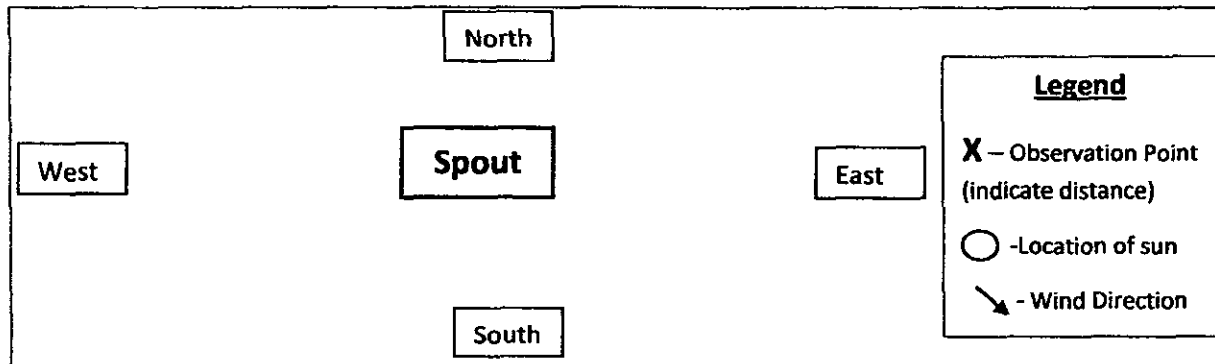 North
Legend
Spout
West
East
X – Observation Point
(indicate distance)
-Location of sun
- Wind Direction
South